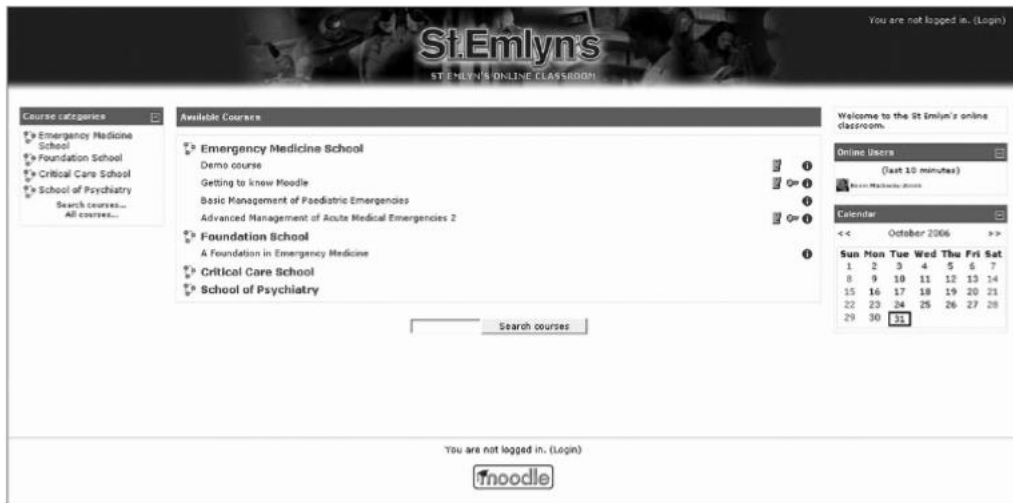 You are not logged in. (Login)
St.Emlyn's
ST EMLYN'S ONLINE CLASSROOM
Course categories
Emergency Medicine
School
Foundation School
Critical Care School
School of Psychiatry
Search courses...
All courses...
Available Courses
Emergency Medicine School
Demo course
Getting to know Moodle
Basic Management of Paediatric Emergencies
Advanced Management of Acute Medical Emergencies 2
Foundation School
A Foundation in Emergency Medicine
Critical Care School
School of Psychiatry
Search courses
Welcome to the St Emlyn's online
classroom.
Online Users
(last 10 minutes)
Calendar
<< October 2006 >>
Sun Mon Tue Wed Thu Fri Sat
1 2 3 4 5 6 7
8 9 10 11 12 13 14
15 16 17 18 19 20 21
22 23 24 25 26 27 28
29 30 31
You are not logged in. (Login)
moodle